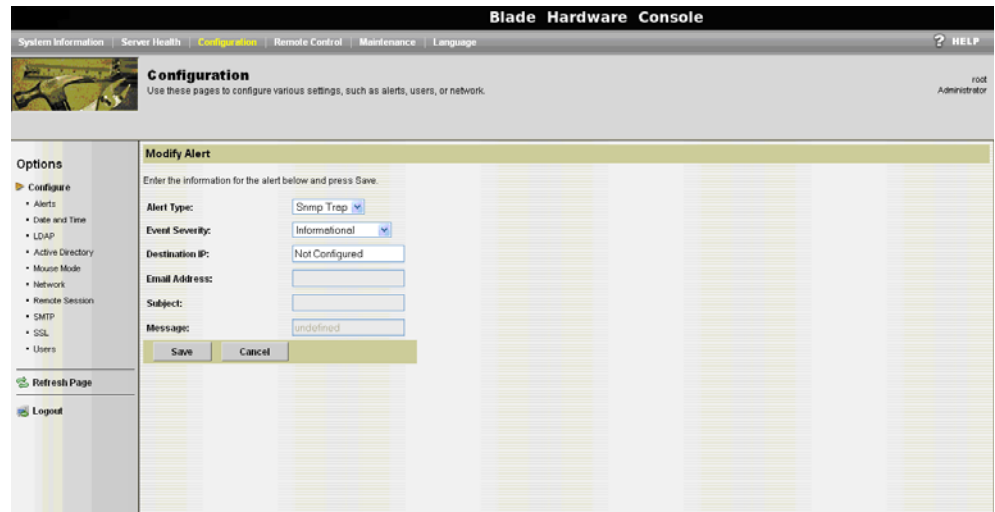 Blade Hardware Console
System Information | Server Health | Configuration | Remote Control | Maintenance | Language
? HELP
Configuration
Use these pages to configure various settings, such as alerts, users, or network.
root
Administrator
Options
Configure
• Alerts
• Date and Time
• LDAP
• Active Directory
• Mouse Mode
• Network
• Remote Session
• SMTP
• SSL
• Users
Refresh Page
Logout
Modify Alert
Enter the information for the alert below and press Save.
Alert Type: Snmp Trap
Event Severity: Informational
Destination IP: Not Configured
Email Address:
Subject:
Message: undefined
Save Cancel